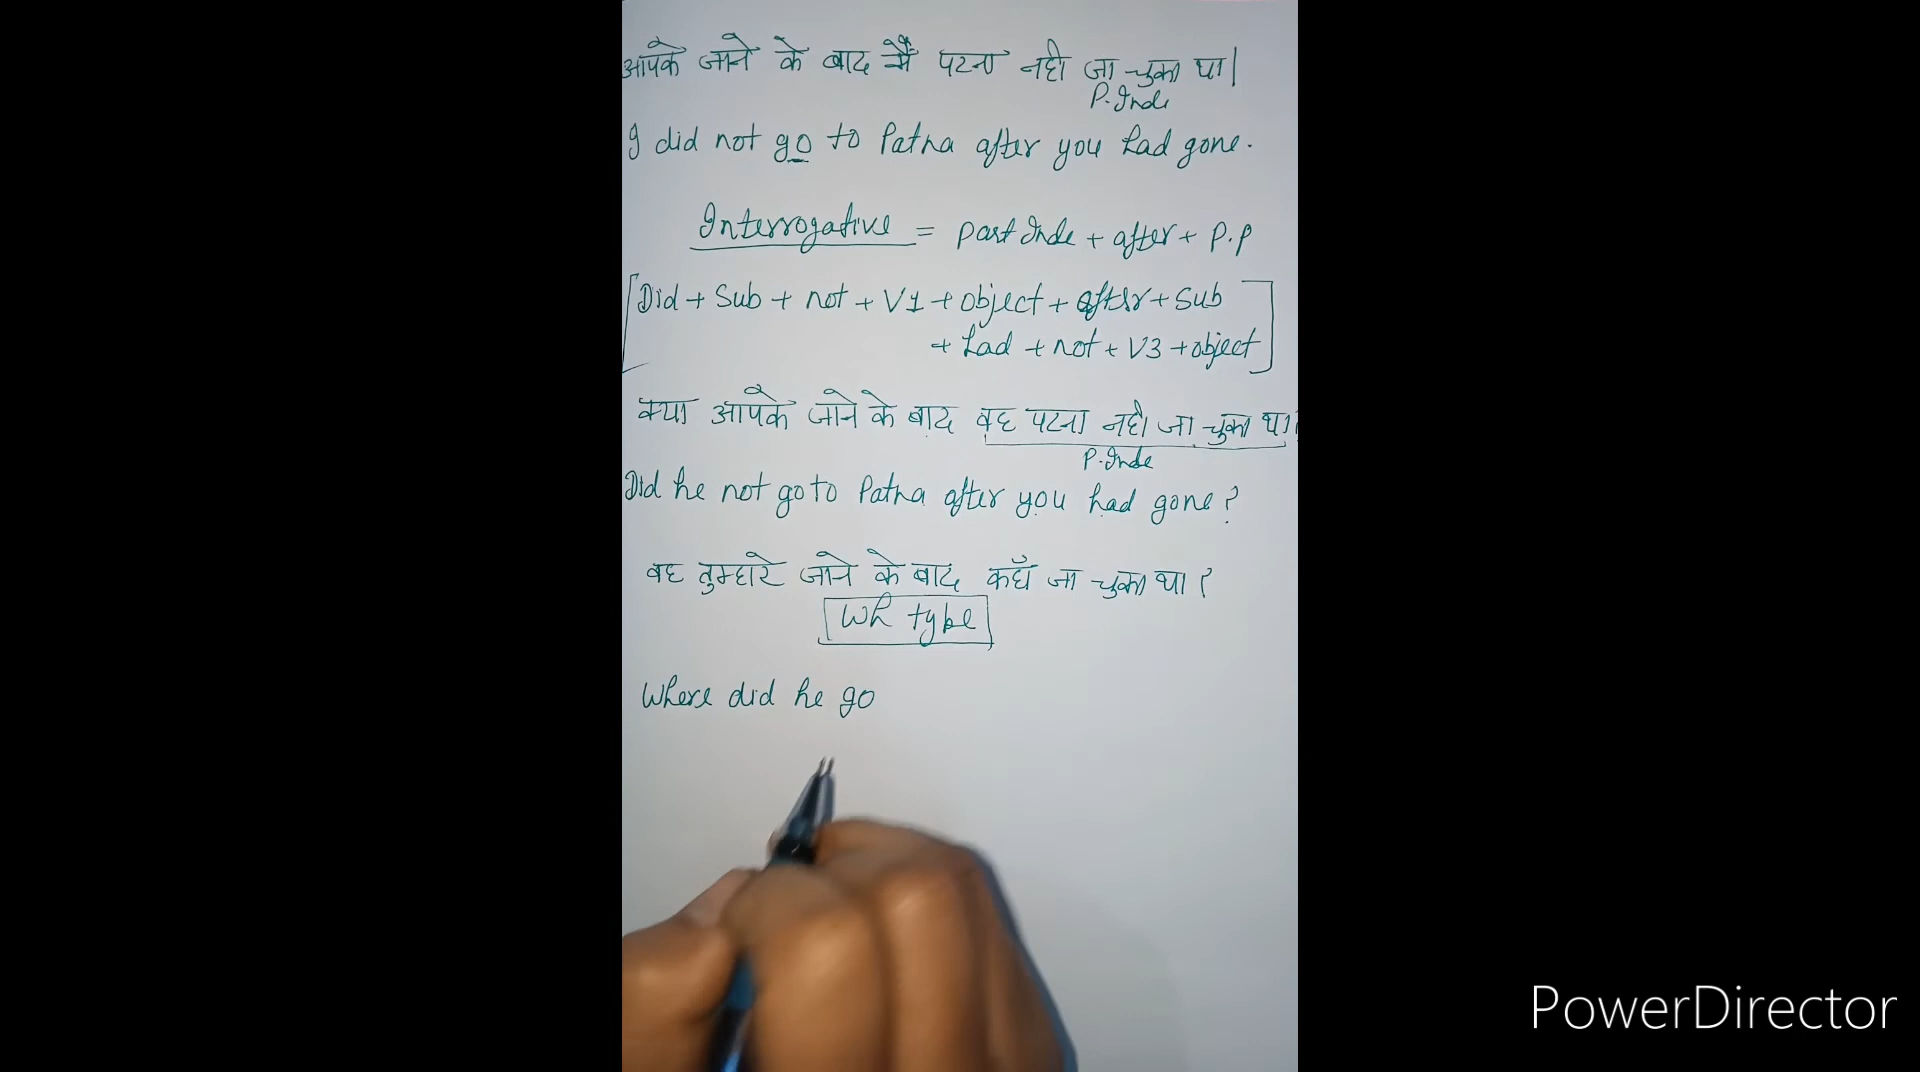 आपके जाने के बाद मैं पटना नहीं जा चुका था|
P. Inde
I did not go to Patna after you had gone.
Interrogative = Past Inde + after + P.P
[Did + Sub + not + V1 + object + after + Sub
+ had + not + V3 + object]
क्या आपके जाने के बाद वह पटना नहीं जा चुका था?
P. Inde
Did he not go to Patna after you had gone?
वह तुम्हारे जाने के बाद कहाँ जा चुका था?
Wh type
Where did he go
PowerDirector